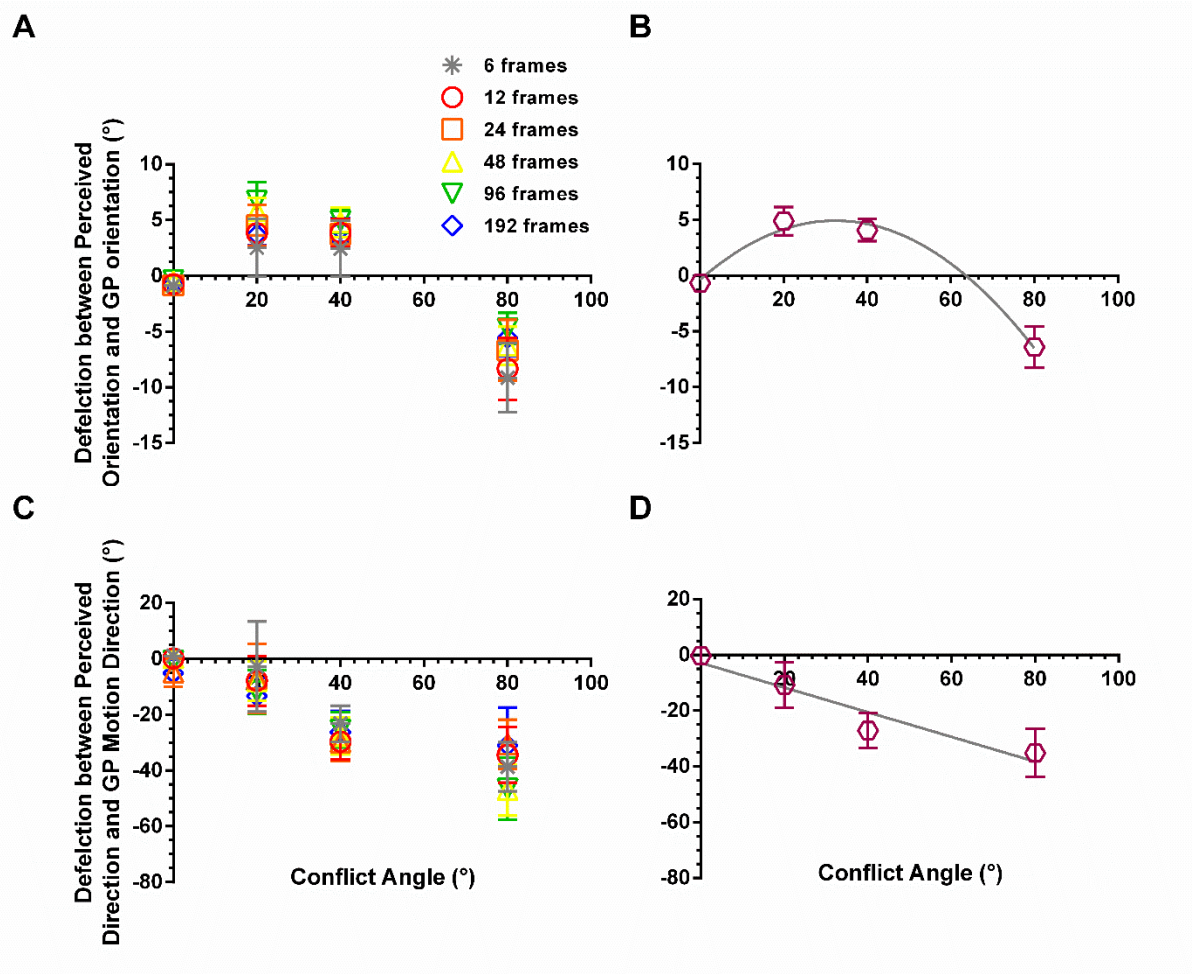 A
B
6 frames
12 frames
24 frames
48 frames
96 frames
192 frames
Defelction between Perceived
Orientation and GP orientation (°)
10
5
0
-5
-10
-15
20
40
60
80
100
10
5
0
-5
-10
-15
20
40
60
80
100
C
D
Defelction between Perceived
Direction and GP Motion Direction (°)
20
0
-20
-40
-60
-80
20
40
60
80
100
Conflict Angle (°)
20
0
-20
-40
-60
-80
20
40
60
80
100
Conflict Angle (°)